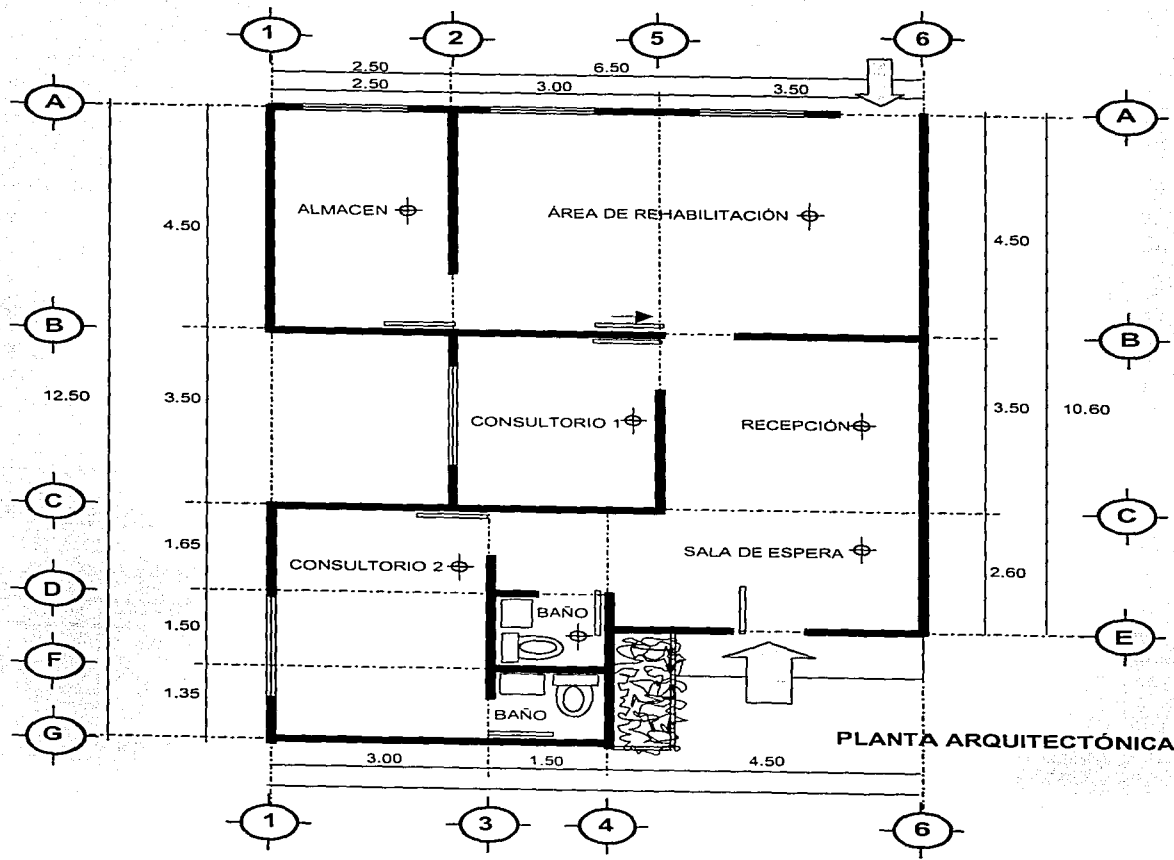 1
2
5
6
2.50
6.50
2.50
3.00
3.50
A
A
ALMACEN
ÁREA DE REHABILITACIÓN
4.50
4.50
B
B
12.50
3.50
CONSULTORIO 1
RECEPCIÓN
3.50
10.60
C
C
1.65
CONSULTORIO 2
SALA DE ESPERA
2.60
D
1.50
BAÑO
E
F
1.35
BAÑO
G
PLANTA ARQUITECTÓNICA
3.00
1.50
4.50
1
3
4
6